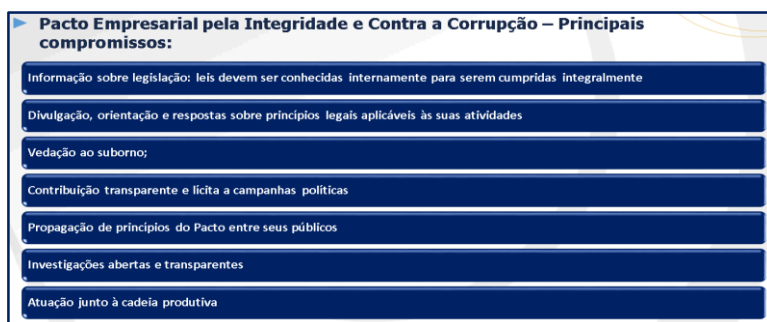 Pacto Empresarial pela Integridade e Contra a Corrupção – Principais
compromissos:
Informação sobre legislação: leis devem ser conhecidas internamente para serem cumpridas integralmente
Divulgação, orientação e respostas sobre princípios legais aplicáveis às suas atividades
Vedação ao suborno;
Contribuição transparente e lícita a campanhas políticas
Propagação de princípios do Pacto entre seus públicos
Investigações abertas e transparentes
Atuação junto à cadeia produtiva